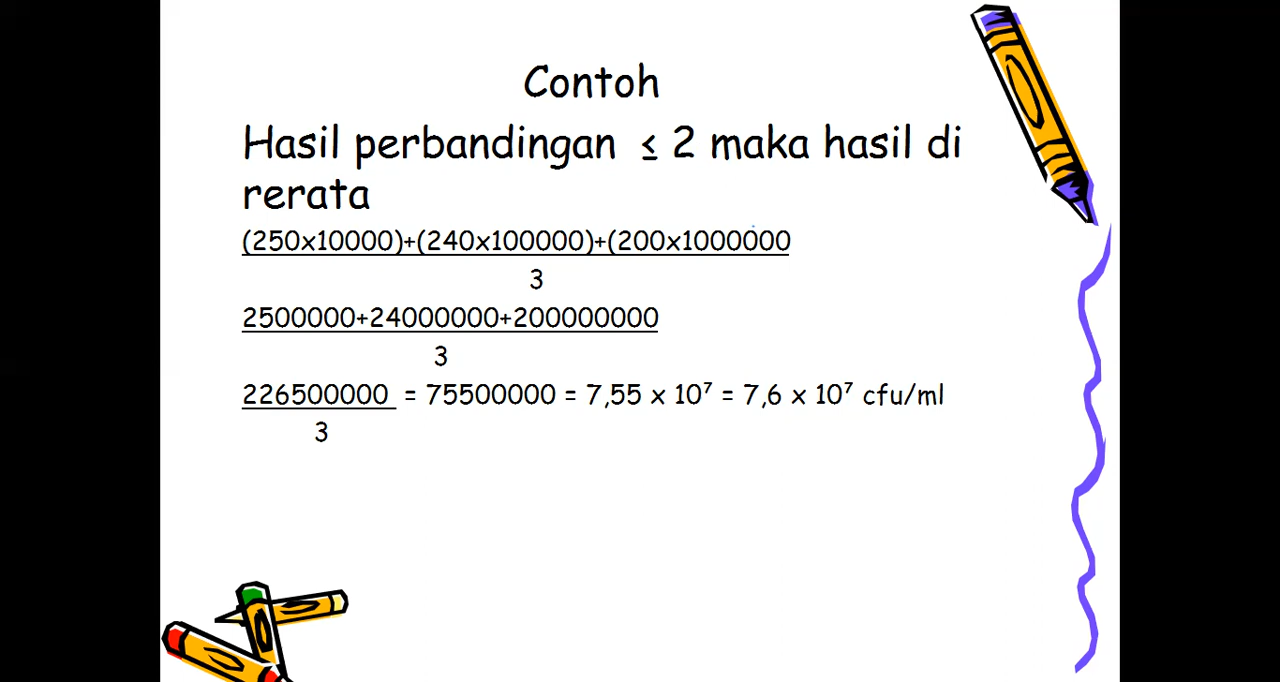 Contoh
Hasil perbandingan ≤ 2 maka hasil di
rerata
(250x10000)+(240x100000)+(200x1000000
3
2500000+24000000+200000000
3
226500000 = 75500000 = 7,55 x 10⁷ = 7,6 x 10⁷ cfu/ml
3